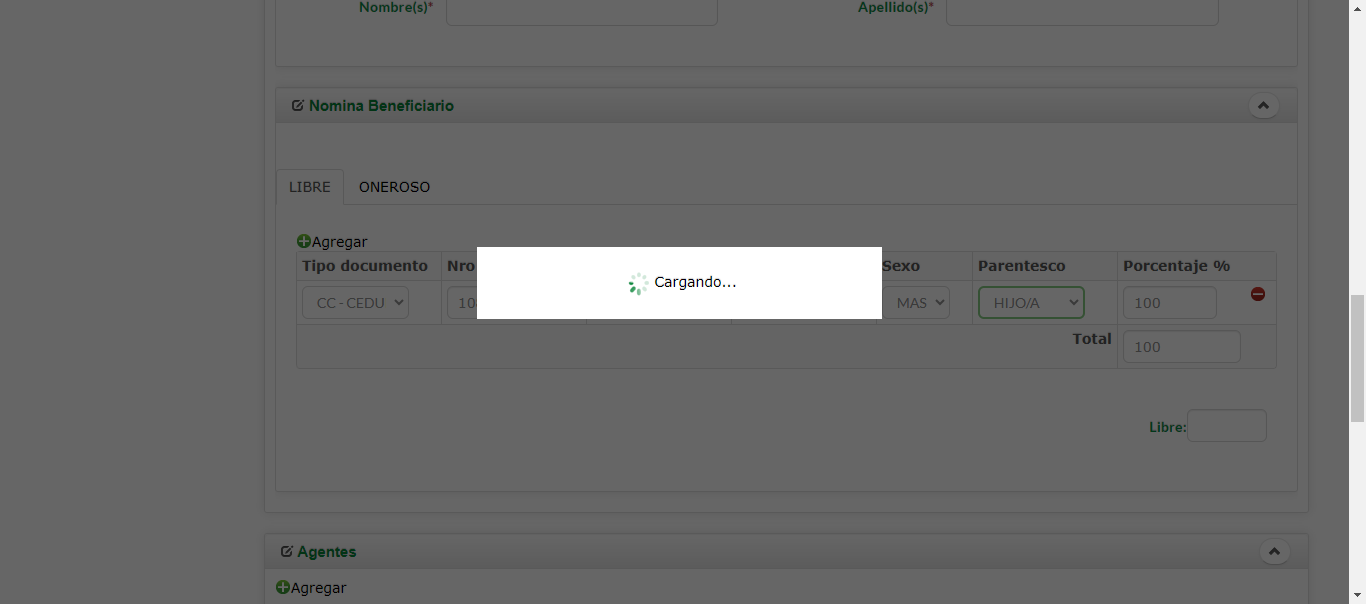 Nombre(s)* Apellido(s)*
Nomina Beneficiario
LIBRE ONEROSO
Agregar
Tipo documento Nro Sexo Parentesco Porcentaje %
CC - CEDU MAS HIJO/A 100
Cargando...
Total 100
Libre:
Agentes
Agregar